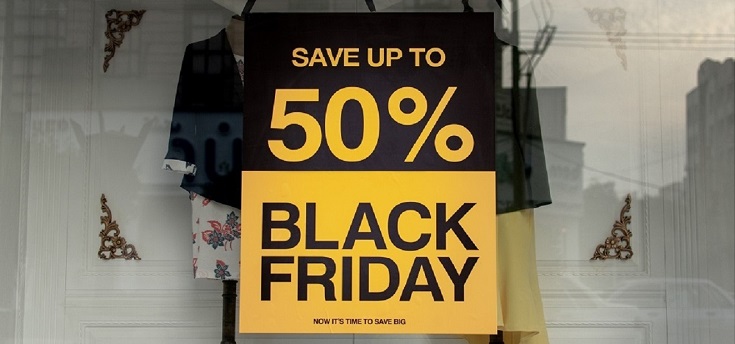 SAVE UP TO
50%
BLACK
FRIDAY
NOW IT'S TIME TO SAVE BIG